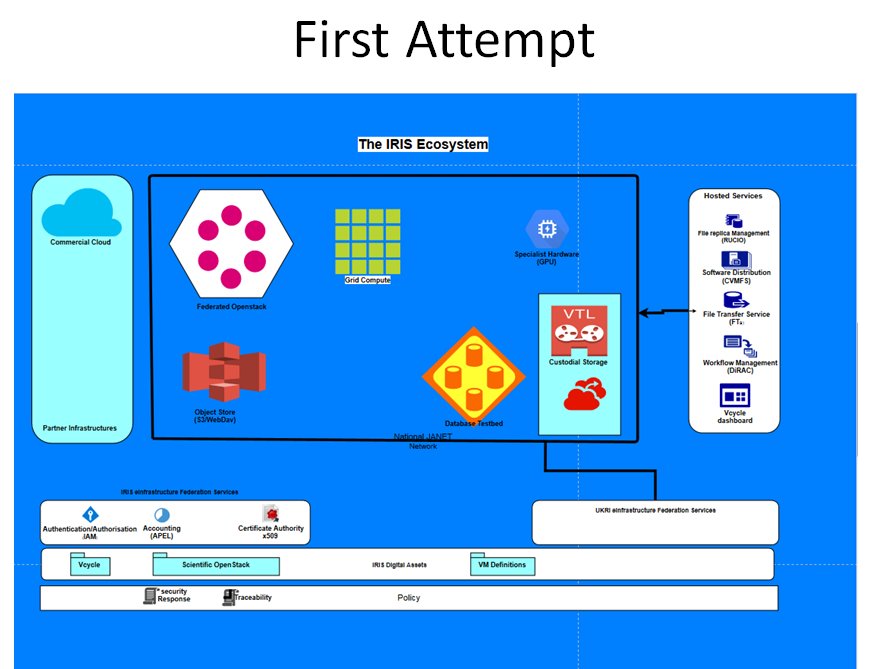 First Attempt
The IRIS Ecosystem
Commercial Cloud
Partner Infrastructures
Federated Openstack
Grid Compute
Specialist Hardware
(GPU)
Object Store
(S3/WebDav)
Database Testbed
VTL
Custodial Storage
National JANET
Network
Hosted Services
File replica Management
(RUCIO)
Software Distribution
(CVMFS)
File Transfer Service
Workflow Management
(DiRAC)
Vcycle
dashboard
IRIS eInfrastructure Federation Services
Authentication/Authorisation
(IAM)
Accounting
(APEL)
Certificate Authority
x509
UKRI eInfrastructure Federation Services
Vcycle
Scientific OpenStack
IRIS Digital Assets
VM Definitions
security
Response
Traceability
Policy